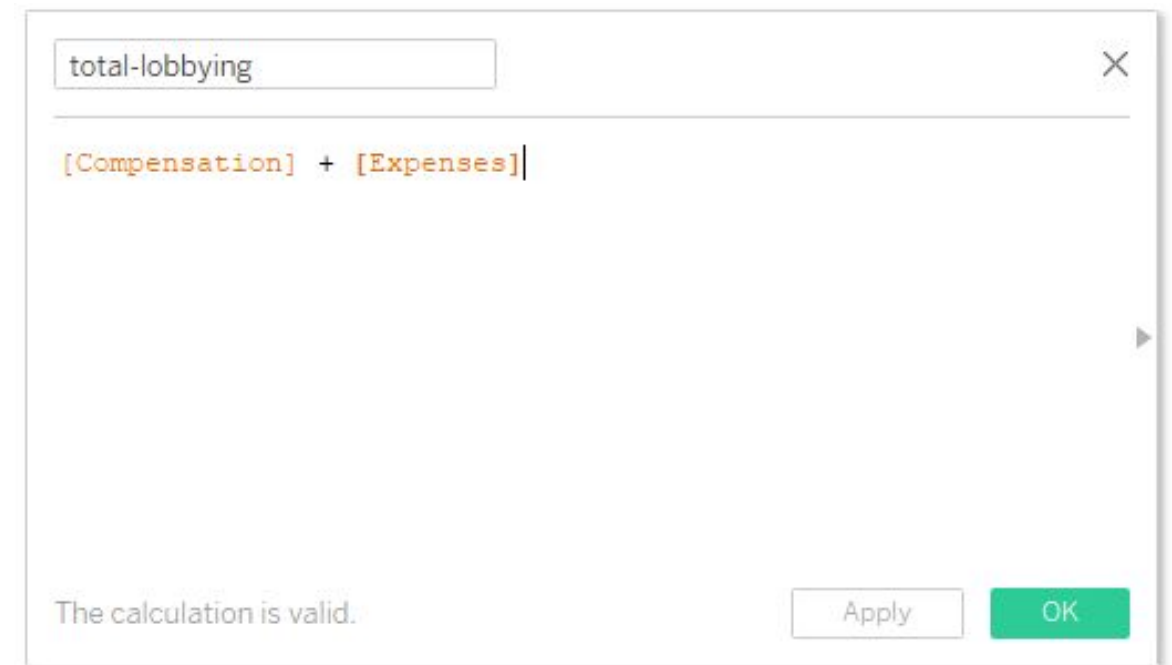 total-lobbying
[Compensation] + [Expenses]
The calculation is valid.
Apply
OK